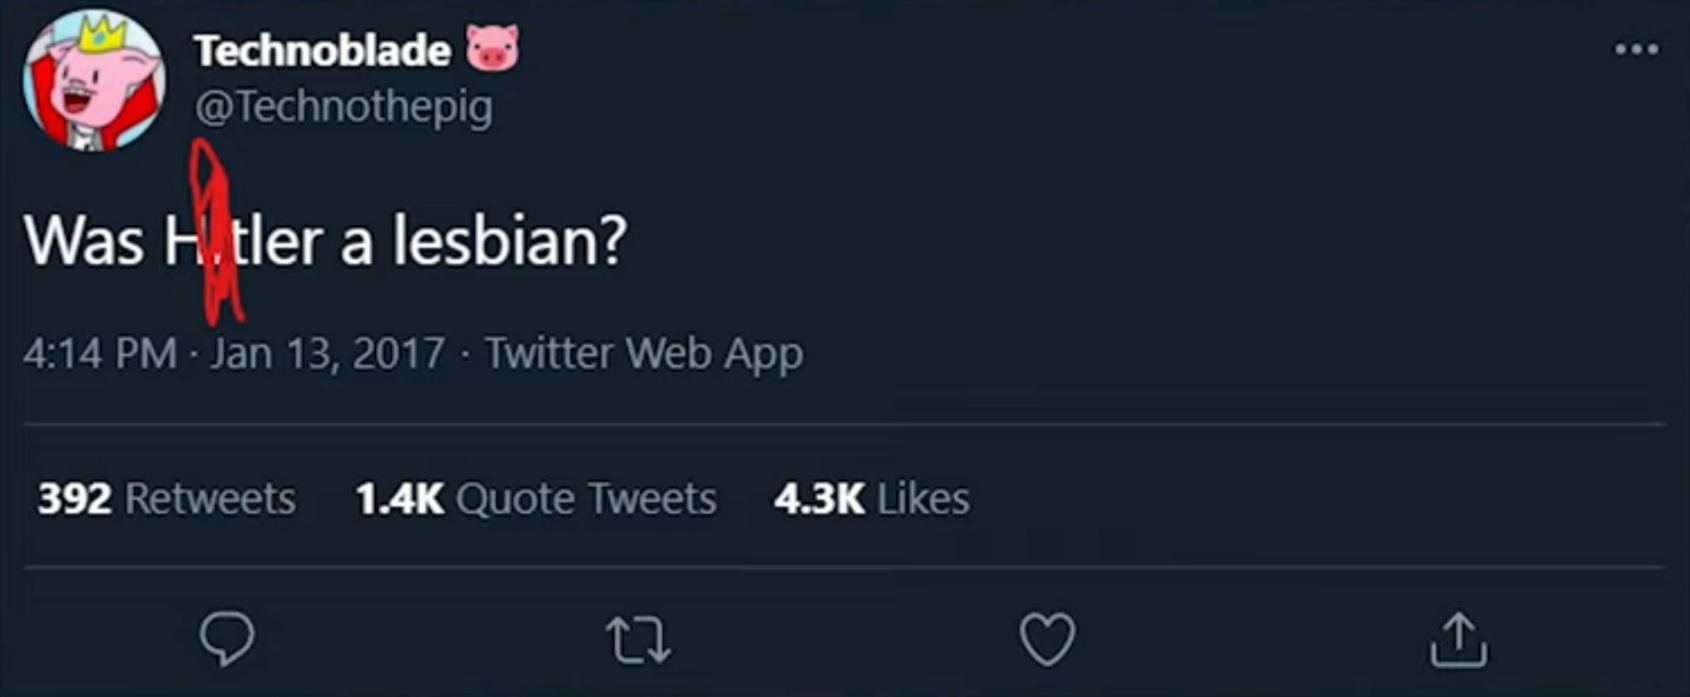 Technoblade 🐷
@Technothepig
Was Hitler a lesbian?
4:14 PM · Jan 13, 2017 · Twitter Web App
392 Retweets 1.4K Quote Tweets 4.3K Likes